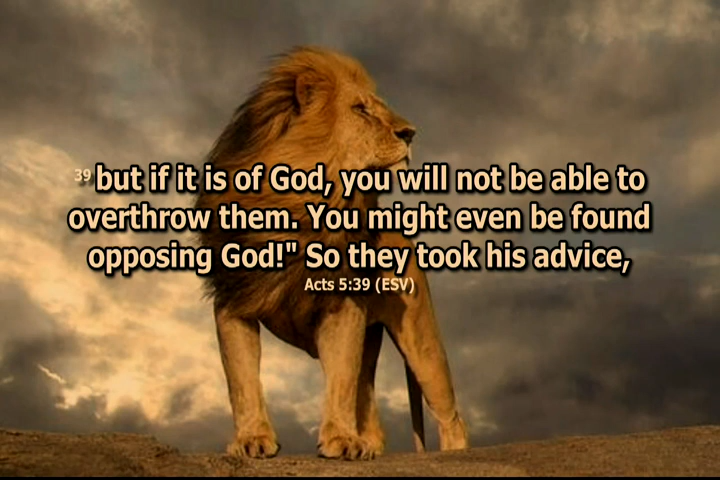 39 but if it is of God, you will not be able to
overthrow them. You might even be found
opposing God!" So they took his advice,
Acts 5:39 (ESV)